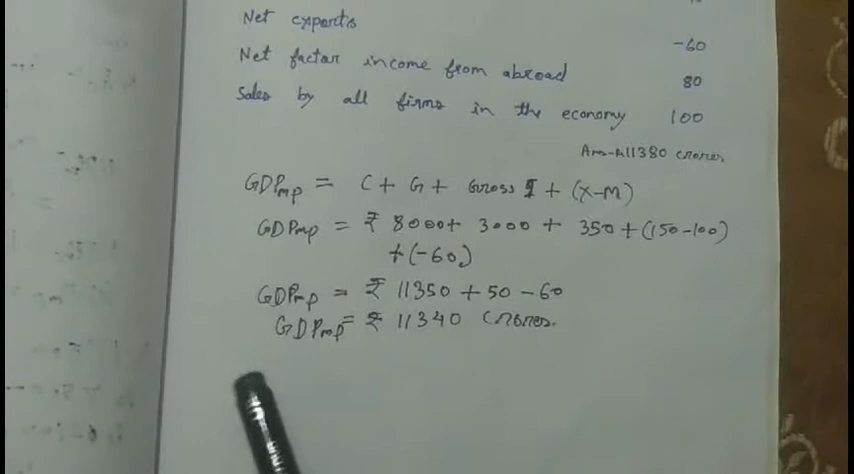 Net exports -60
Net factor income from abroad 80
Sales by all firms in the economy 100
11380 crores
GDPmp = C + G + Gross I + (X-M)
GDPmp = ₹ 8000 + 3000 + 350 + (150-100)
+ (-60)
GDPmp = ₹ 11350 + 50 - 60
GDPmp = ₹ 11340 Crores.